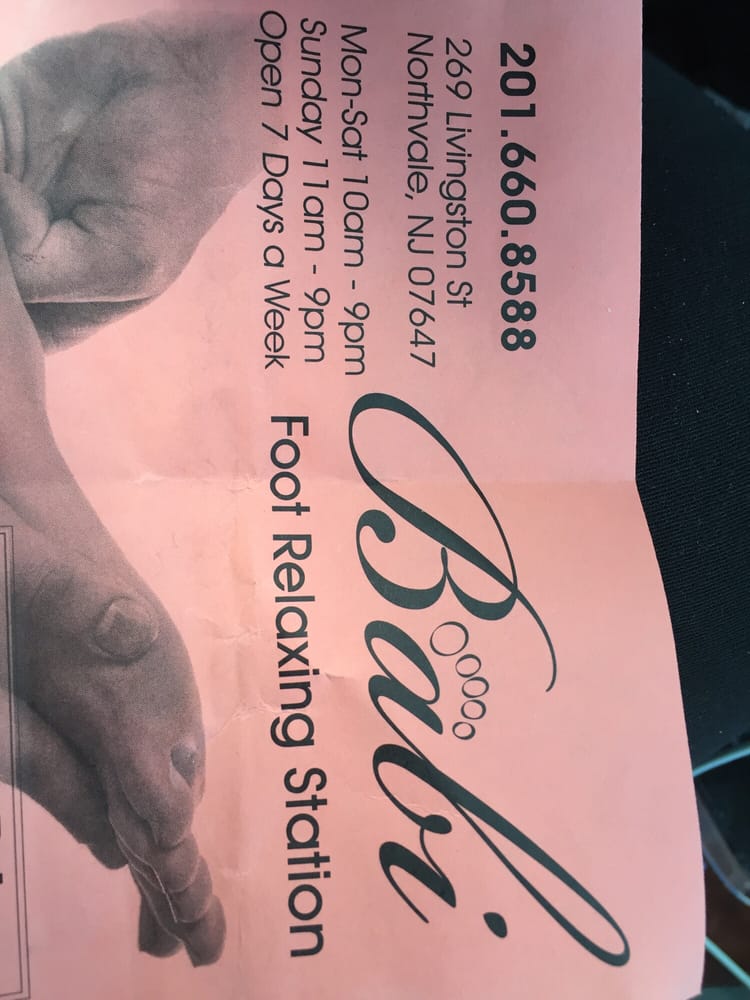 201.660.8588
269 Livingston St
Northvale, NJ 07647
Mon-Sat 10am - 9pm
Sunday 11am - 9pm
Open 7 Days a Week
Babi
Foot Relaxing Station